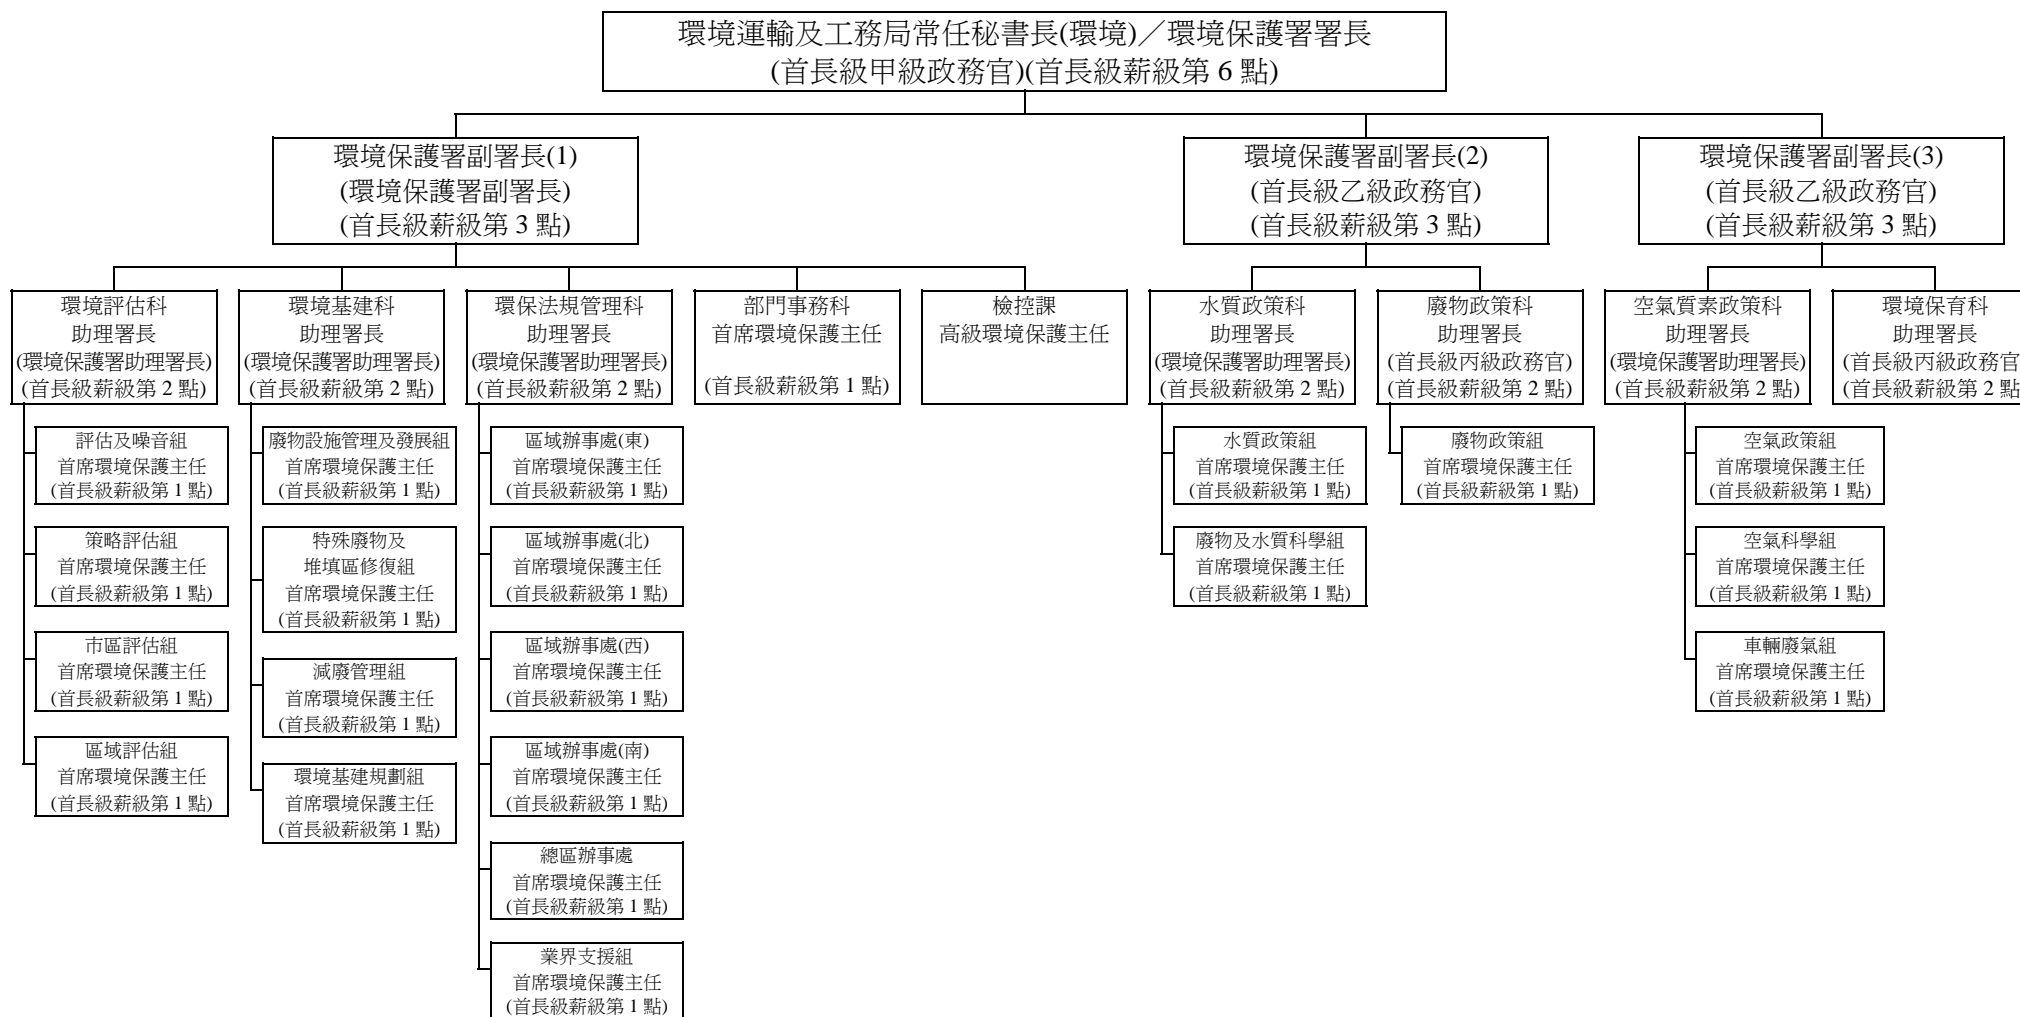 環境運輸及工務局常任秘書長(環境)／環境保護署署長
(首長級甲級政務官)(首長級薪級第 6 點)
環境保護署副署長(1)
(環境保護署副署長)
(首長級薪級第 3 點)
環境保護署副署長(2)
(首長級乙級政務官)
(首長級薪級第 3 點)
環境保護署副署長(3)
(首長級乙級政務官)
(首長級薪級第 3 點)
環境評估科
助理署長
(環境保護署助理署長)
(首長級薪級第 2 點)
環境基建科
助理署長
(環境保護署助理署長)
(首長級薪級第 2 點)
環保法規管理科
助理署長
(環境保護署助理署長)
(首長級薪級第 2 點)
部門事務科
首席環境保護主任
(首長級薪級第 1 點)
檢控課
高級環境保護主任
水質政策科
助理署長
(環境保護署助理署長)
(首長級薪級第 2 點)
廢物政策科
助理署長
(首長級丙級政務官)
(首長級薪級第 2 點)
空氣質素政策科
助理署長
(環境保護署助理署長)
(首長級薪級第 2 點)
環境保育科
助理署長
(首長級丙級政務官
(首長級薪級第 2 點
評估及噪音組
首席環境保護主任
(首長級薪級第 1 點)
策略評估組
首席環境保護主任
(首長級薪級第 1 點)
市區評估組
首席環境保護主任
(首長級薪級第 1 點)
區域評估組
首席環境保護主任
(首長級薪級第 1 點)
廢物設施管理及發展組
首席環境保護主任
(首長級薪級第 1 點)
特殊廢物及
堆填區修復組
首席環境保護主任
(首長級薪級第 1 點)
減廢管理組
首席環境保護主任
(首長級薪級第 1 點)
環境基建規劃組
首席環境保護主任
(首長級薪級第 1 點)
區域辦事處(東)
首席環境保護主任
(首長級薪級第 1 點)
區域辦事處(北)
首席環境保護主任
(首長級薪級第 1 點)
區域辦事處(西)
首席環境保護主任
(首長級薪級第 1 點)
區域辦事處(南)
首席環境保護主任
(首長級薪級第 1 點)
總區辦事處
首席環境保護主任
(首長級薪級第 1 點)
業界支援組
首席環境保護主任
(首長級薪級第 1 點)
水質政策組
首席環境保護主任
(首長級薪級第 1 點)
廢物及水質科學組
首席環境保護主任
(首長級薪級第 1 點)
廢物政策組
首席環境保護主任
(首長級薪級第 1 點)
空氣政策組
首席環境保護主任
(首長級薪級第 1 點)
空氣科學組
首席環境保護主任
(首長級薪級第 1 點)
車輛廢氣組
首席環境保護主任
(首長級薪級第 1 點)